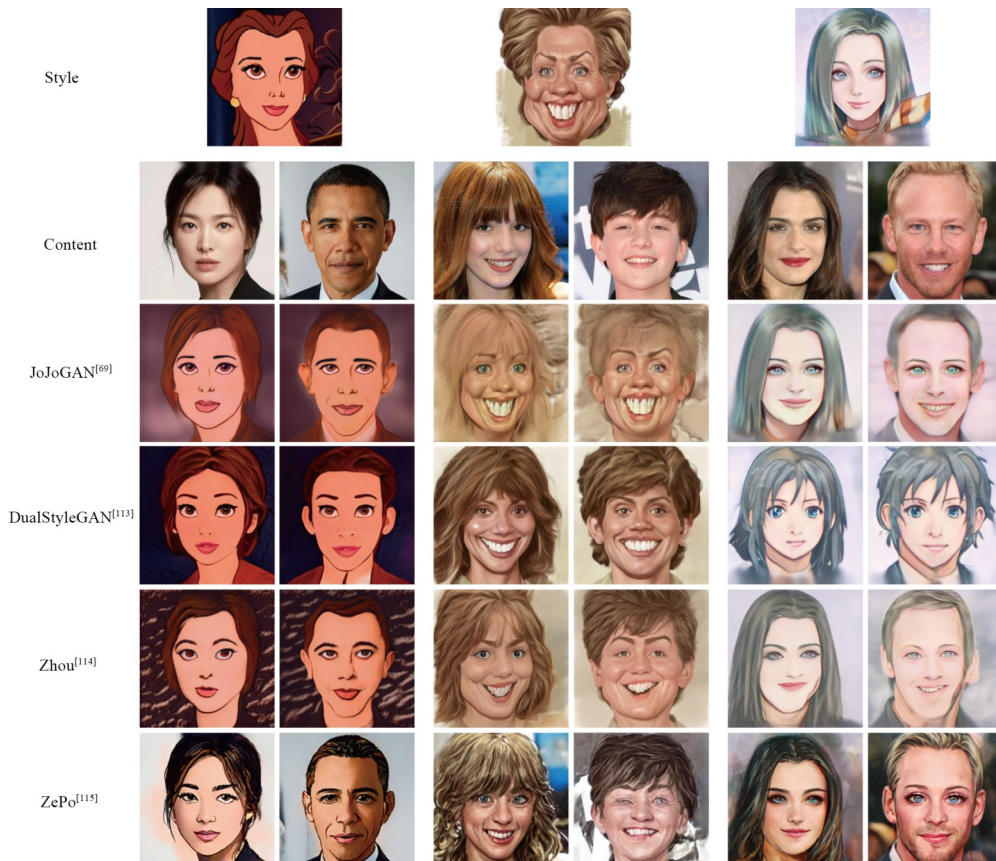 Style
Content
JoJoGAN[69]
DualStyleGAN[113]
Zhou[114]
ZePo[115]